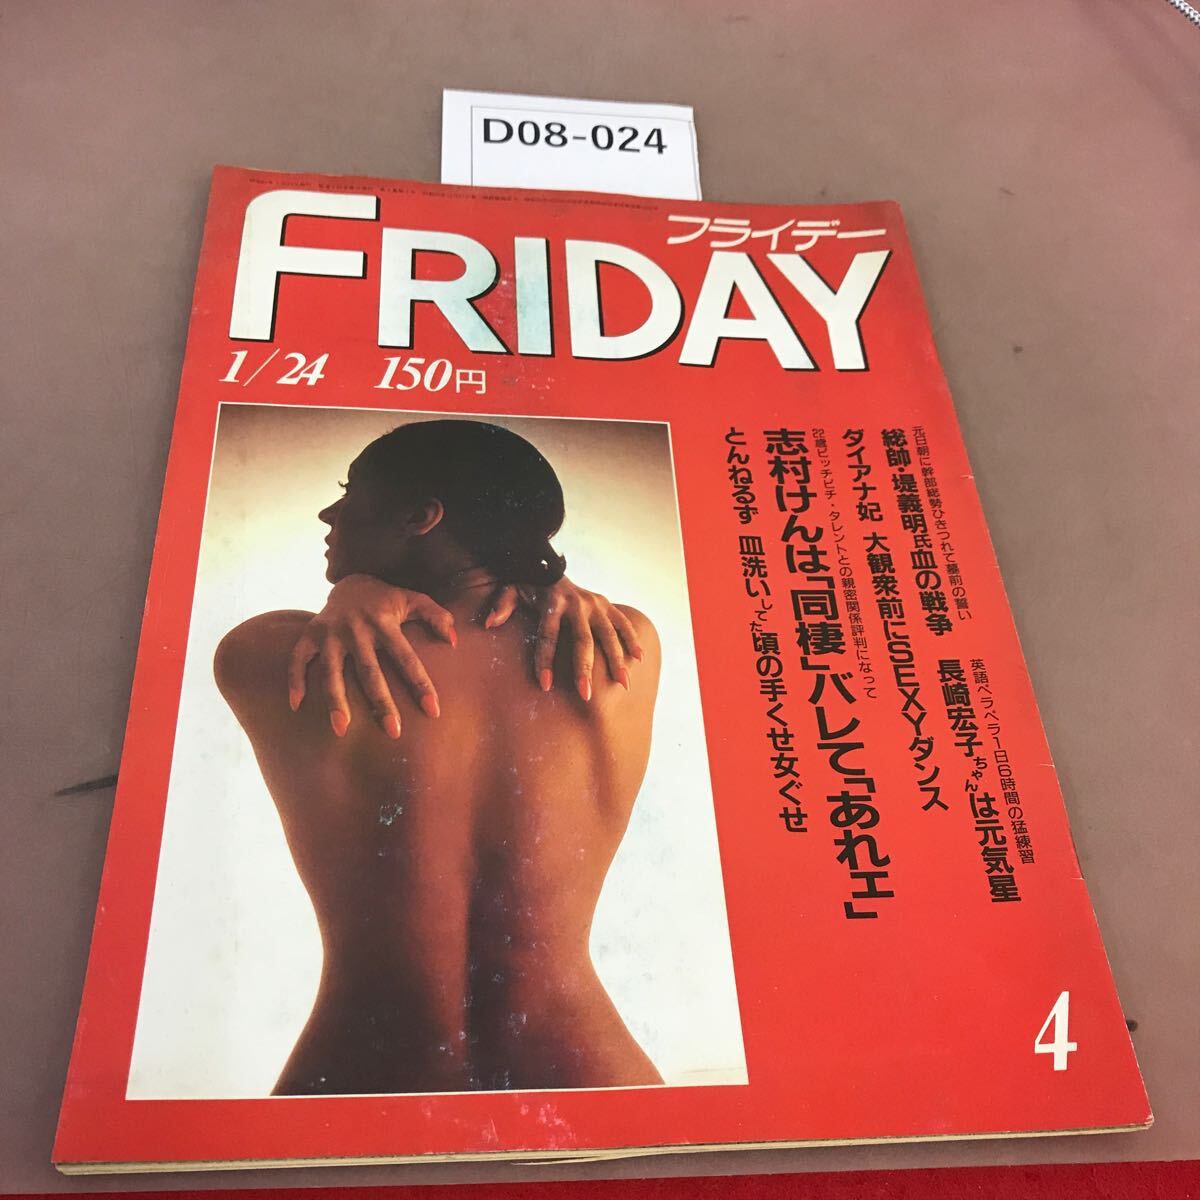 D08-024
フライデー
FRIDAY
1/24 150円
英語ペラペラ1日6時間の猛練習
長崎宏子ちゃんは元気星
元日朝に幹部総勢ひきつれて墓前の誓い
総帥・堤義明氏血の戦争
ダイアナ妃 大観衆前にSEXYダンス
22歳ピッチピチ・タレントとの親密関係評判になって
志村けんは「同棲」バレて「あれエ」
とんねるず 皿洗いしてた頃の手くせ女ぐせ
4